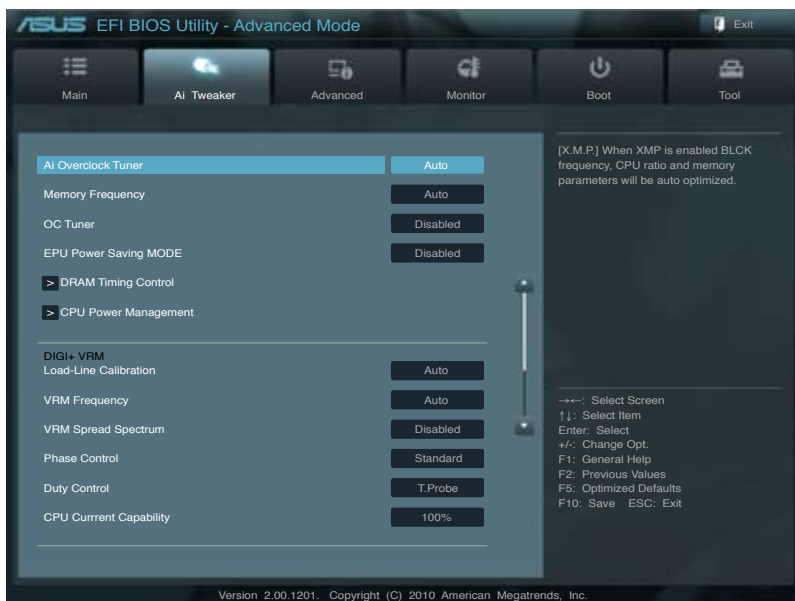 ASUS EFI BIOS Utility - Advanced Mode
Exit
Main
Ai Tweaker
Advanced
Monitor
Boot
Tool
Ai Overclock Tuner
Auto
Memory Frequency
Auto
OC Tuner
Disabled
EPU Power Saving MODE
Disabled
> DRAM Timing Control
> CPU Power Management
DIGI+ VRM
Load-Line Calibration
Auto
VRM Frequency
Auto
VRM Spread Spectrum
Disabled
Phase Control
Standard
Duty Control
T.Probe
CPU Currrent Capability
100%
[X.M.P.] When XMP is enabled BLCK
frequency, CPU ratio and memory
parameters will be auto optimized.
→←: Select Screen
↑↓: Select Item
Enter: Select
+/-: Change Opt.
F1: General Help
F2: Previous Values
F5: Optimized Defaults
F10: Save ESC: Exit
Version 2.00.1201. Copyright (C) 2010 American Megatrends, Inc.